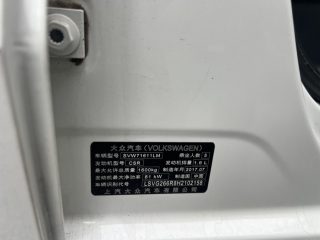 大众汽车(VOLKSWAGEN)
车辆型号 SVW71611LM 乘坐人数 5
发动机型号 CSR 发动机排量 1.6 L
最大允许总质量 1600kg 制造年月 2017.07
发动机最大净功率 81 kW 制造国 中国
车辆识别代号 LSVG266R8H2102158
上汽大众汽车有限公司